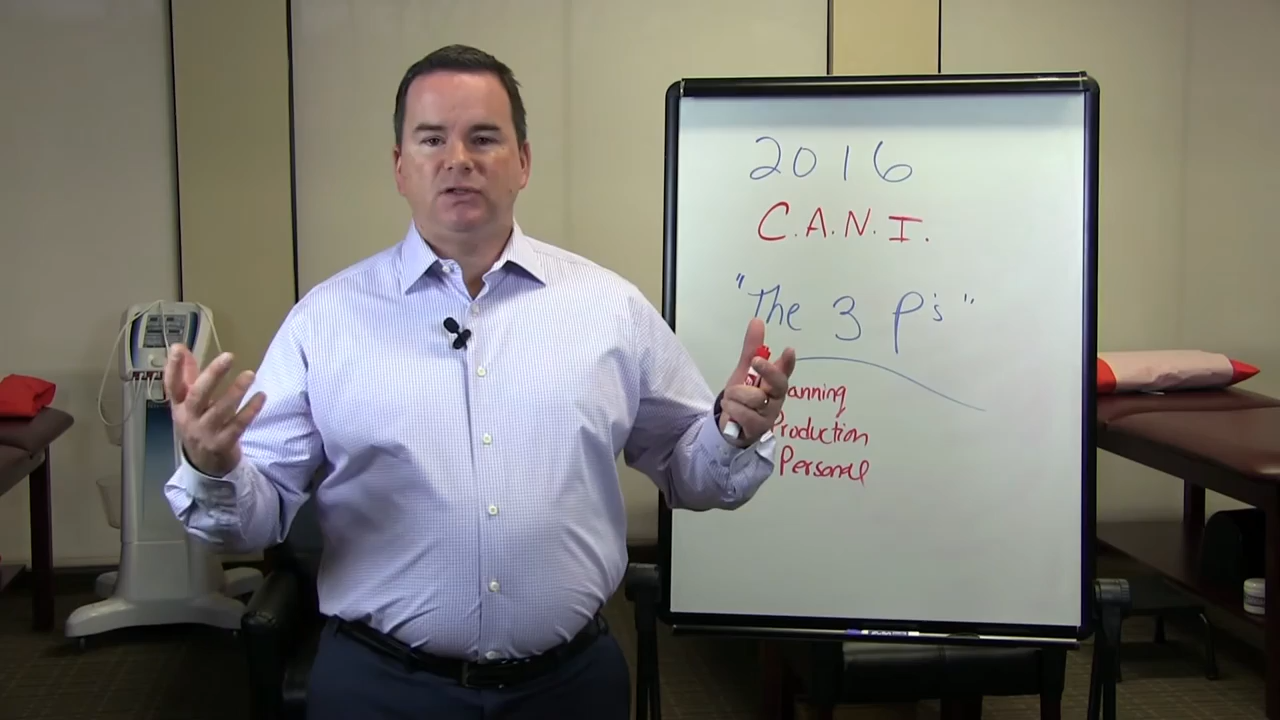 2016
C.A.N.I.
"The 3 P's"
anning
Production
Personal